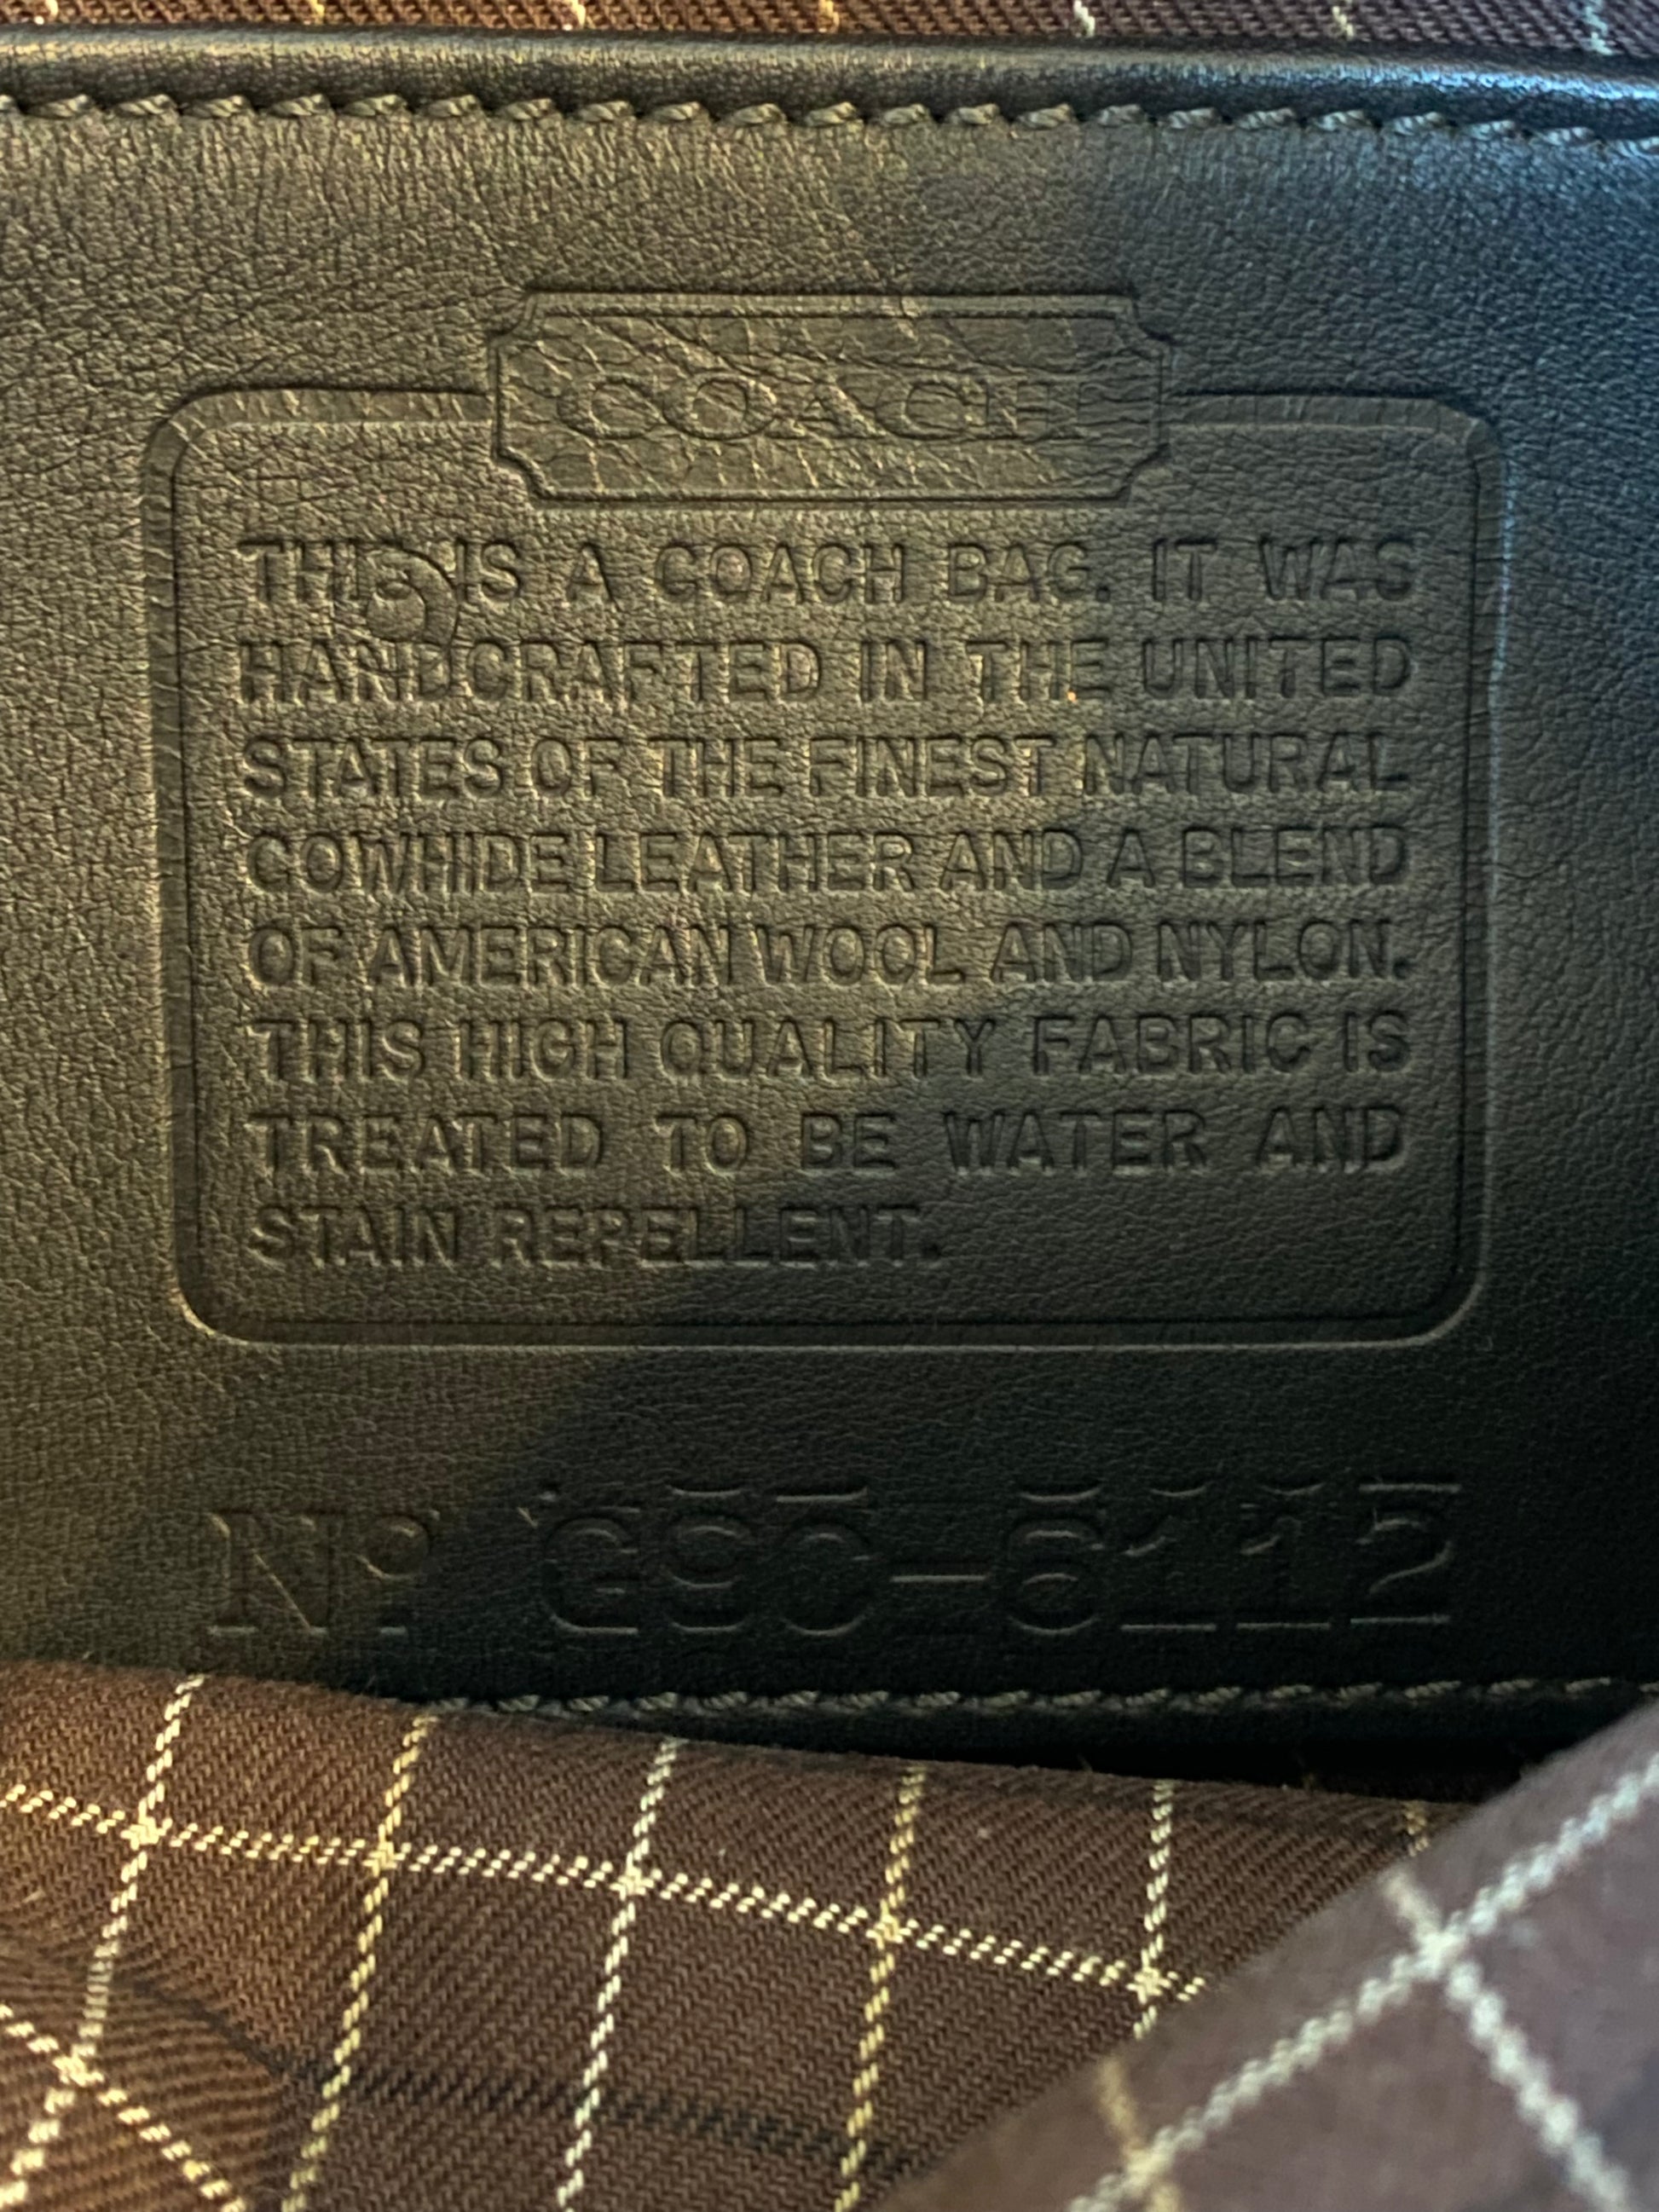 COACH
THIS IS A COACH BAG. IT WAS
HANDCRAFTED IN THE UNITED
STATES OF THE FINEST NATURAL
COWHIDE LEATHER AND A BLEND
OF AMERICAN WOOL AND NYLON.
THIS HIGH QUALITY FABRIC IS
TREATED TO BE WATER AND
STAIN REPELLENT.
Nº G9C-6112